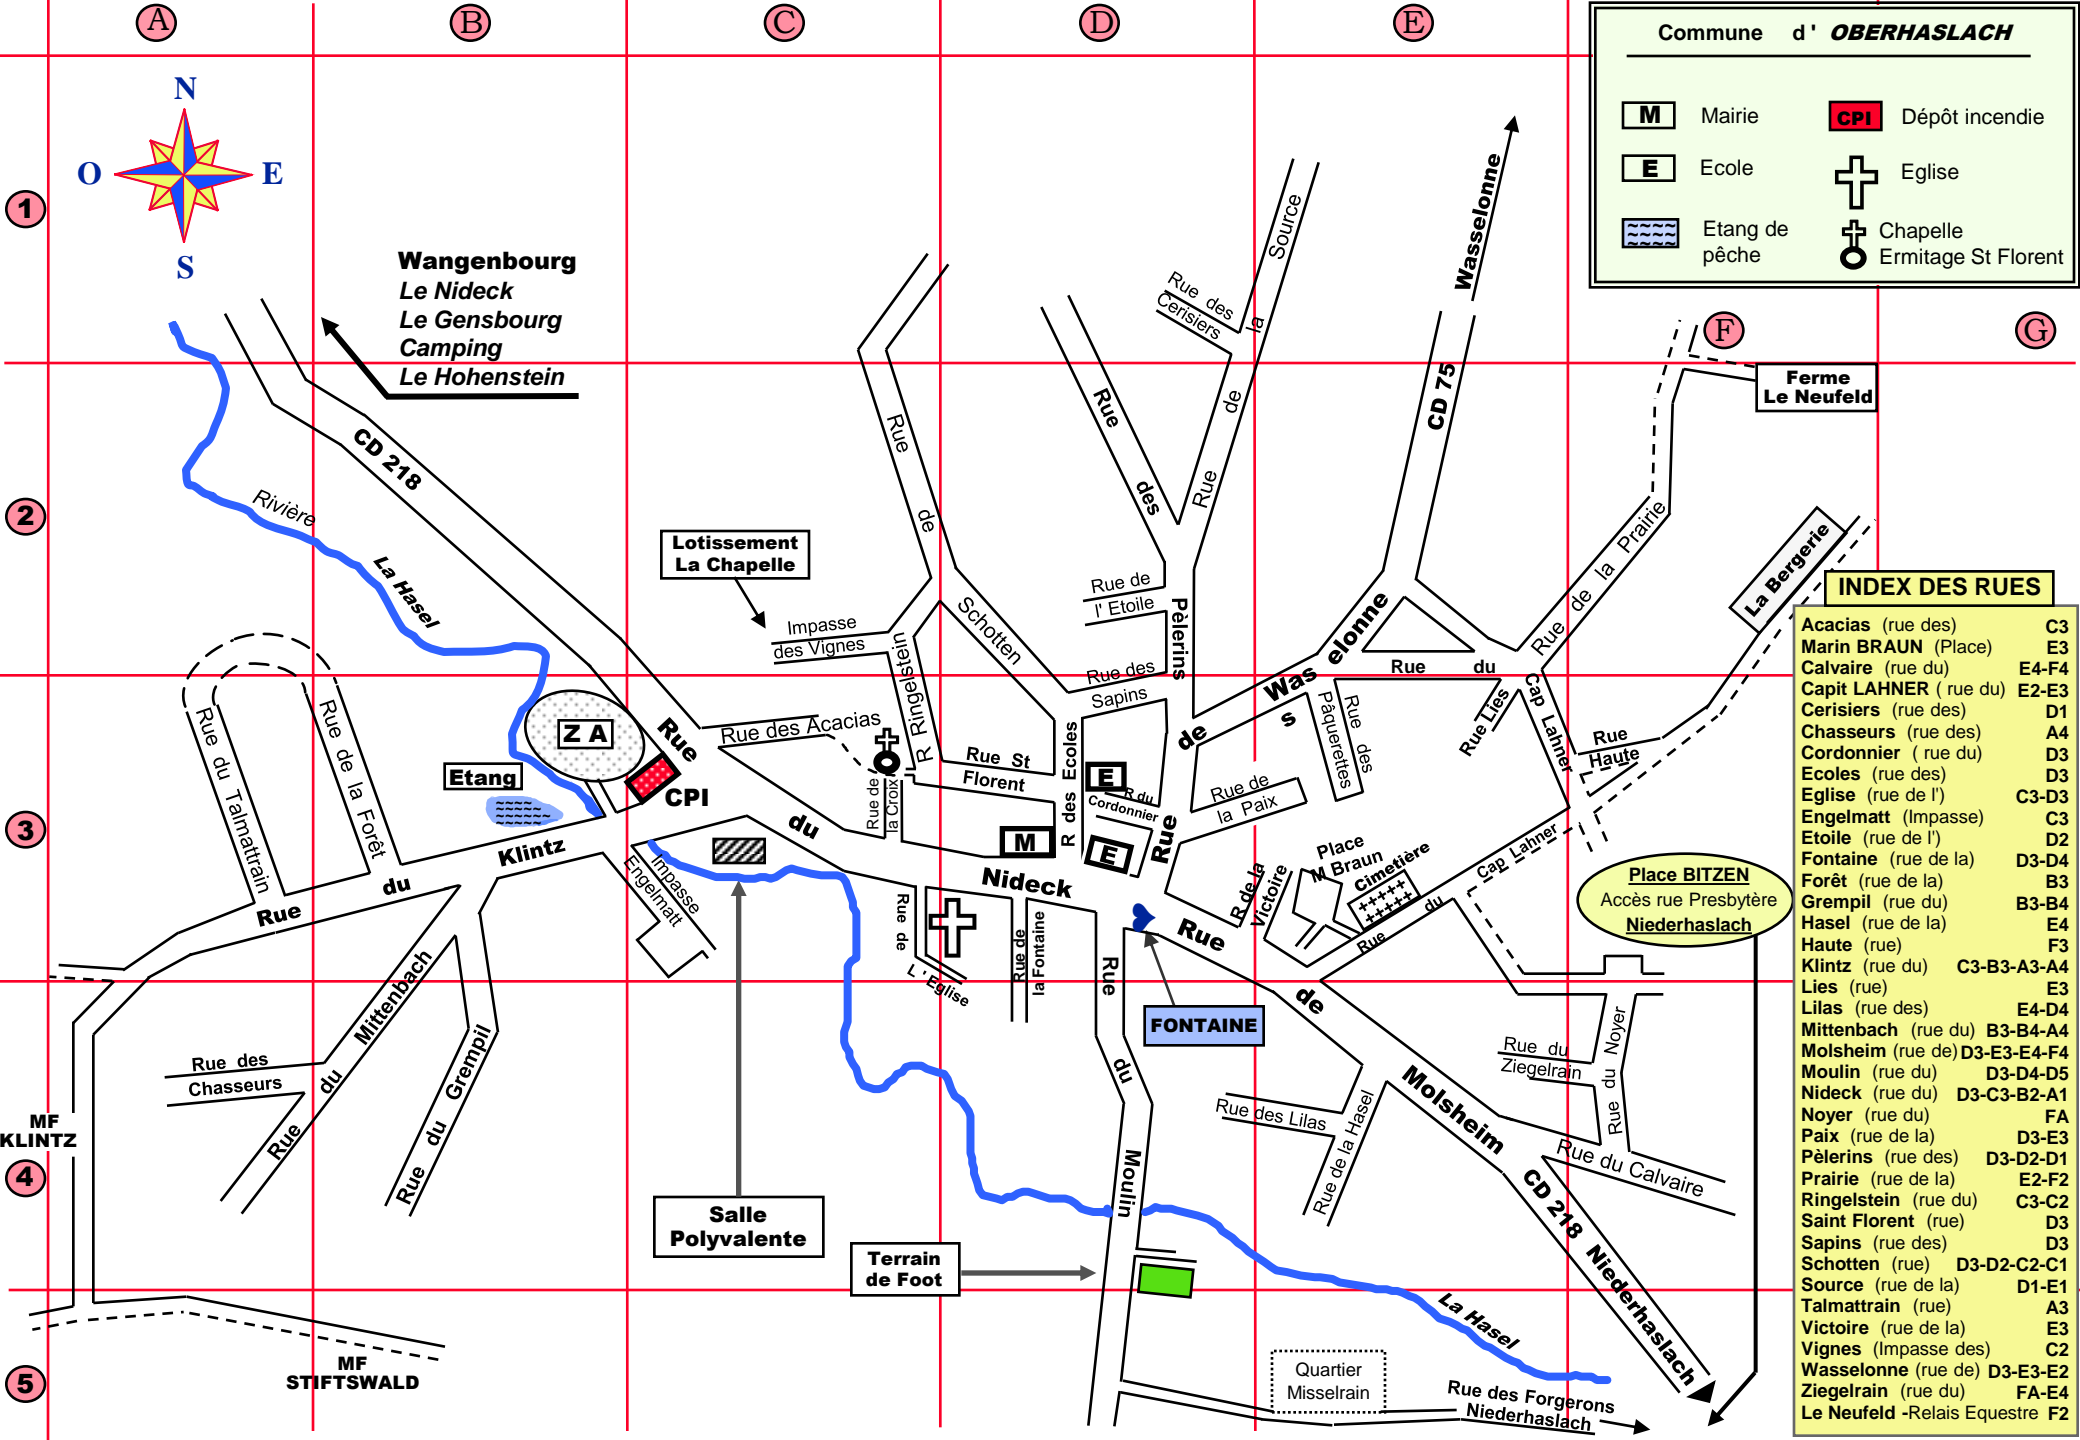 A
B
C
D
E
F
G
1
2
3
4
5
N
O
E
S
Commune d' OBERHASLACH
M Mairie
CPI Dépôt incendie
E Ecole
Eglise
Etang de
pêche
Chapelle
Ermitage St Florent
Wangenbourg
Le Nideck
Le Gensbourg
Camping
Le Hohenstein
CD 218
Rivière
La Hasel
Lotissement
La Chapelle
Impasse
des Vignes
Rue de Schotten
R Ringelstein
Rue des Pèlerins
Rue des
Cerisiers
Rue de la Source
Wasselonne
CD 75
Rue de
l' Etoile
Rue des
Sapins
Rue de Was s elonne
Rue du Cap Lahner
Rue de la Prairie
Ferme
Le Neufeld
La Bergerie
Rue
Haute
Rue Lies
Rue des
Pâquerettes
Rue de
la Paix
Z A
Etang
CPI
Rue du Nideck
Rue des Acacias
Rue de
la Croix
Rue St
Florent
R des Ecoles
E
R du
Cordonnier
E
M
Rue du Talmattrain
Rue de la Forêt
Rue du Klintz
Impasse
Engelmatt
Rue de
L ' Eglise
Rue de
la Fontaine
R de la
Victoire
Place
M Braun
Cimetière
Rue du Cap Lahner
Place BITZEN
Accès rue Presbytère
Niederhaslach
FONTAINE
Rue de Molsheim
CD 218 Niederhaslach
Rue du Moulin
Rue du Mittenbach
Rue du Grempil
Rue des
Chasseurs
MF
KLINTZ
Rue des Lilas
Rue de la Hasel
Rue du
Ziegelrain
Rue du Noyer
Rue du Calvaire
Salle
Polyvalente
Terrain
de Foot
MF
STIFTSWALD
La Hasel
Quartier
Misselrain
Rue des Forgerons
Niederhaslach
INDEX DES RUES
Acacias (rue des) C3
Marin BRAUN (Place) E3
Calvaire (rue du) E4-F4
Capit LAHNER ( rue du) E2-E3
Cerisiers (rue des) D1
Chasseurs (rue des) A4
Cordonnier ( rue du) D3
Ecoles (rue des) D3
Eglise (rue de l') C3-D3
Engelmatt (Impasse) C3
Etoile (rue de l') D2
Fontaine (rue de la) D3-D4
Forêt (rue de la) B3
Grempil (rue du) B3-B4
Hasel (rue de la) E4
Haute (rue) F3
Klintz (rue du) C3-B3-A3-A4
Lies (rue) E3
Lilas (rue des) E4-D4
Mittenbach (rue du) B3-B4-A4
Molsheim (rue de) D3-E3-E4-F4
Moulin (rue du) D3-D4-D5
Nideck (rue du) D3-C3-B2-A1
Noyer (rue du) FA
Paix (rue de la) D3-E3
Pèlerins (rue des) D3-D2-D1
Prairie (rue de la) E2-F2
Ringelstein (rue du) C3-C2
Saint Florent (rue) D3
Sapins (rue des) D3
Schotten (rue) D3-D2-C2-C1
Source (rue de la) D1-E1
Talmattrain (rue) A3
Victoire (rue de la) E3
Vignes (Impasse des) C2
Wasselonne (rue de) D3-E3-E2
Ziegelrain (rue du) FA-E4
Le Neufeld -Relais Equestre F2